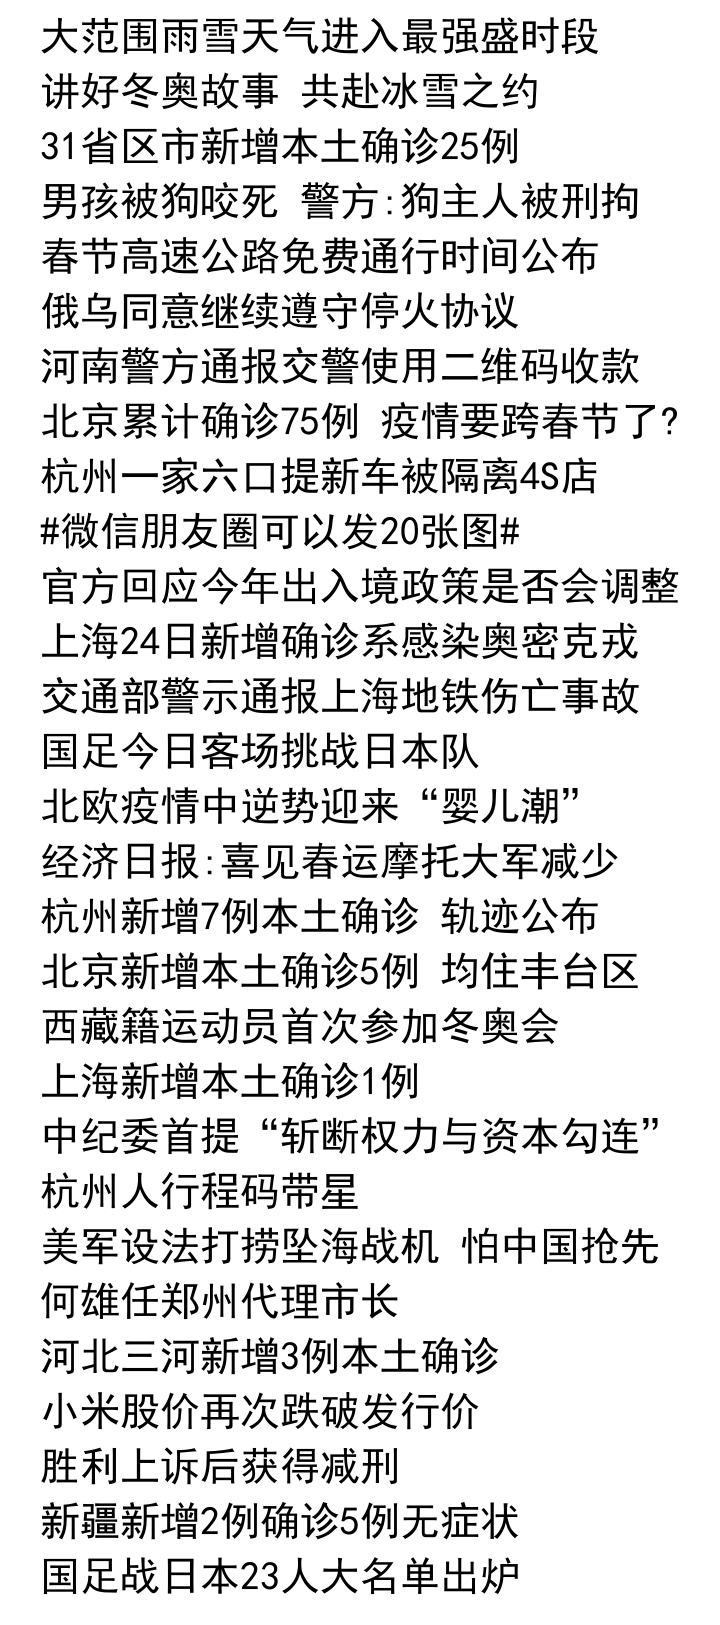 大范围雨雪天气进入最强盛时段
讲好冬奥故事 共赴冰雪之约
31省区市新增本土确诊25例
男孩被狗咬死 警方:狗主人被刑拘
春节高速公路免费通行时间公布
俄乌同意继续遵守停火协议
河南警方通报交警使用二维码收款
北京累计确诊75例 疫情要跨春节了?
杭州一家六口提新车被隔离4S店
#微信朋友圈可以发20张图#
官方回应今年出入境政策是否会调整
上海24日新增确诊系感染奥密克戎
交通部警示通报上海地铁伤亡事故
国足今日客场挑战日本队
北欧疫情中逆势迎来“婴儿潮”
经济日报:喜见春运摩托大军减少
杭州新增7例本土确诊 轨迹公布
北京新增本土确诊5例 均住丰台区
西藏籍运动员首次参加冬奥会
上海新增本土确诊1例
中纪委首提“斩断权力与资本勾连”
杭州人行程码带星
美军设法打捞坠海战机 怕中国抢先
何雄任郑州代理市长
河北三河新增3例本土确诊
小米股价再次跌破发行价
胜利上诉后获得减刑
新疆新增2例确诊5例无症状
国足战日本23人大名单出炉